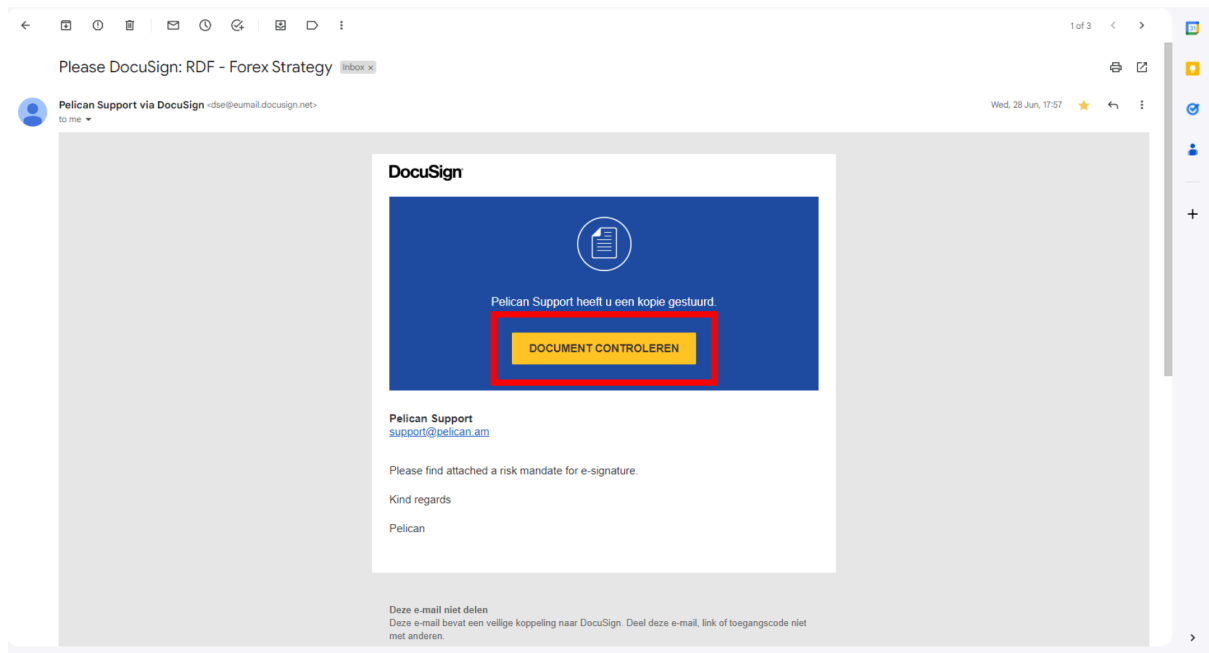 1 of 3
Please DocuSign: RDF - Forex Strategy Inbox x
Pelican Support via DocuSign <dse@eumail.docusign.net>
Wed, 28 Jun, 17:57
to me
DocuSign
Pelican Support heeft u een kopie gestuurd.
DOCUMENT CONTROLEREN
Pelican Support
support@pelican.am
Please find attached a risk mandate for e-signature.
Kind regards
Pelican
Deze e-mail niet delen
Deze e-mail bevat een veilige koppeling naar DocuSign. Deel deze e-mail, link of toegangscode niet
met anderen.
31